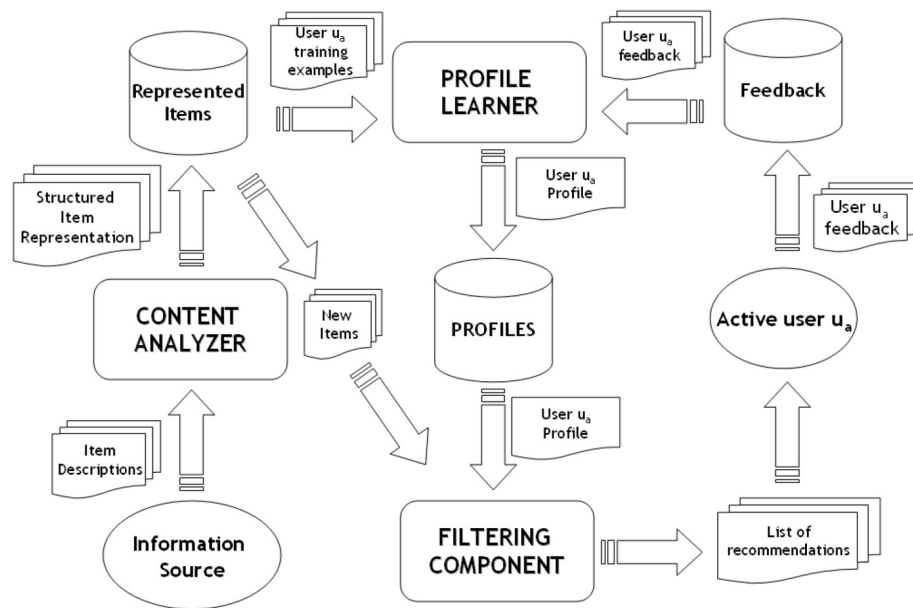 User uₐ
training
examples
User uₐ
feedback
Represented
Items
PROFILE
LEARNER
Feedback
Structured
Item
Representation
User uₐ
Profile
User uₐ
feedback
CONTENT
ANALYZER
New
Items
PROFILES
Active user uₐ
Item
Descriptions
User uₐ
Profile
Information
Source
FILTERING
COMPONENT
List of
recommendations